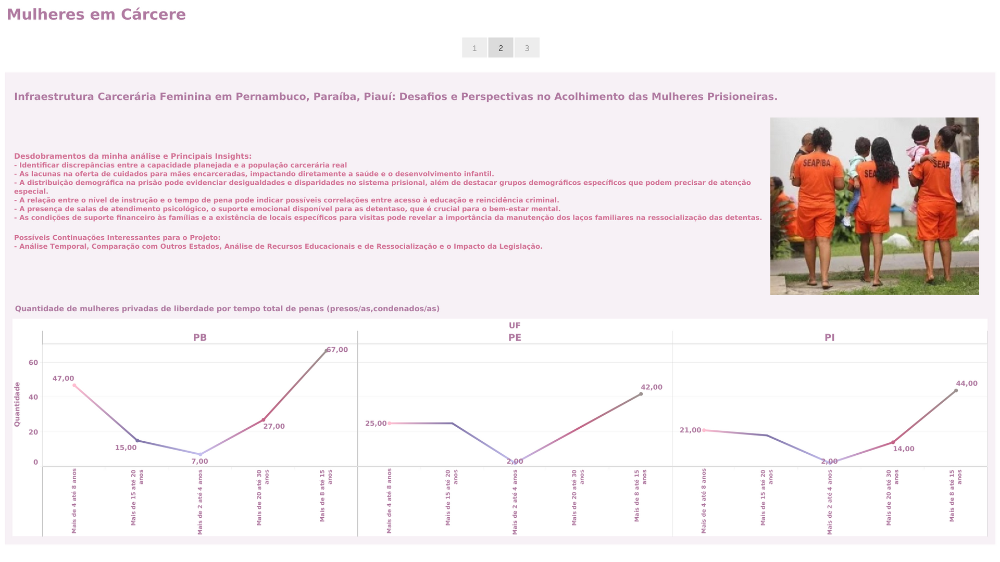 Mulheres em Cárcere
1 2 3
Infraestrutura Carcerária Feminina em Pernambuco, Paraíba, Piauí: Desafios e Perspectivas no Acolhimento das Mulheres Prisioneiras.
Desdobramentos da minha análise e Principais Insights:
- Identificar discrepâncias entre a capacidade planejada e a população carcerária real
- As lacunas na oferta de cuidados para mães encarceradas, impactando diretamente a saúde e o desenvolvimento infantil.
- A distribuição demográfica na prisão pode evidenciar desigualdades e disparidades no sistema prisional, além de destacar grupos demográficos específicos que podem precisar de atenção
especial.
- A relação entre o nível de instrução e o tempo de pena pode indicar possíveis correlações entre acesso à educação e reincidência criminal.
- A presença de salas de atendimento psicológico, o suporte emocional disponível para as detentaso, que é crucial para o bem-estar mental.
- As condições de suporte financeiro às famílias e a existência de locais específicos para visitas pode revelar a importância da manutenção dos laços familiares na ressocialização das detentas.
Possíveis Continuações Interessantes para o Projeto:
- Análise Temporal, Comparação com Outros Estados, Análise de Recursos Educacionais e de Ressocialização e o Impacto da Legislação.
SEAP/BA
SEA
SEAP
Quantidade de mulheres privadas de liberdade por tempo total de penas (presos/as,condenados/as)
UF
PB
PE
PI
Quantidade
60
40
20
0
47,00
15,00
7,00
27,00
67,00
25,00
2,00
42,00
21,00
2,00
14,00
44,00
Mais de 4 até 8 anos
Mais de 15 até 20
anos
Mais de 2 até 4 anos
Mais de 20 até 30
anos
Mais de 8 até 15
anos
Mais de 4 até 8 anos
Mais de 15 até 20
anos
Mais de 2 até 4 anos
Mais de 20 até 30
anos
Mais de 8 até 15
anos
Mais de 4 até 8 anos
Mais de 15 até 20
anos
Mais de 2 até 4 anos
Mais de 20 até 30
anos
Mais de 8 até 15
anos